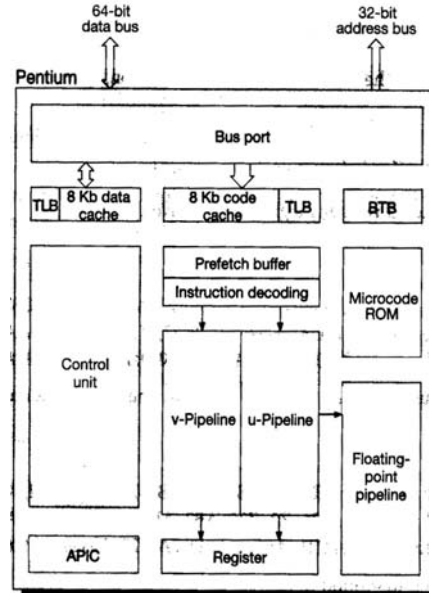 64-bit
data bus
32-bit
address bus
Pentium
Bus port
TLB
8 Kb data
cache
8 Kb code
cache
TLB
BTB
Prefetch buffer
Instruction decoding
Microcode
ROM
Control
unit
v-Pipeline
u-Pipeline
Floating-
point
pipeline
APIC
Register